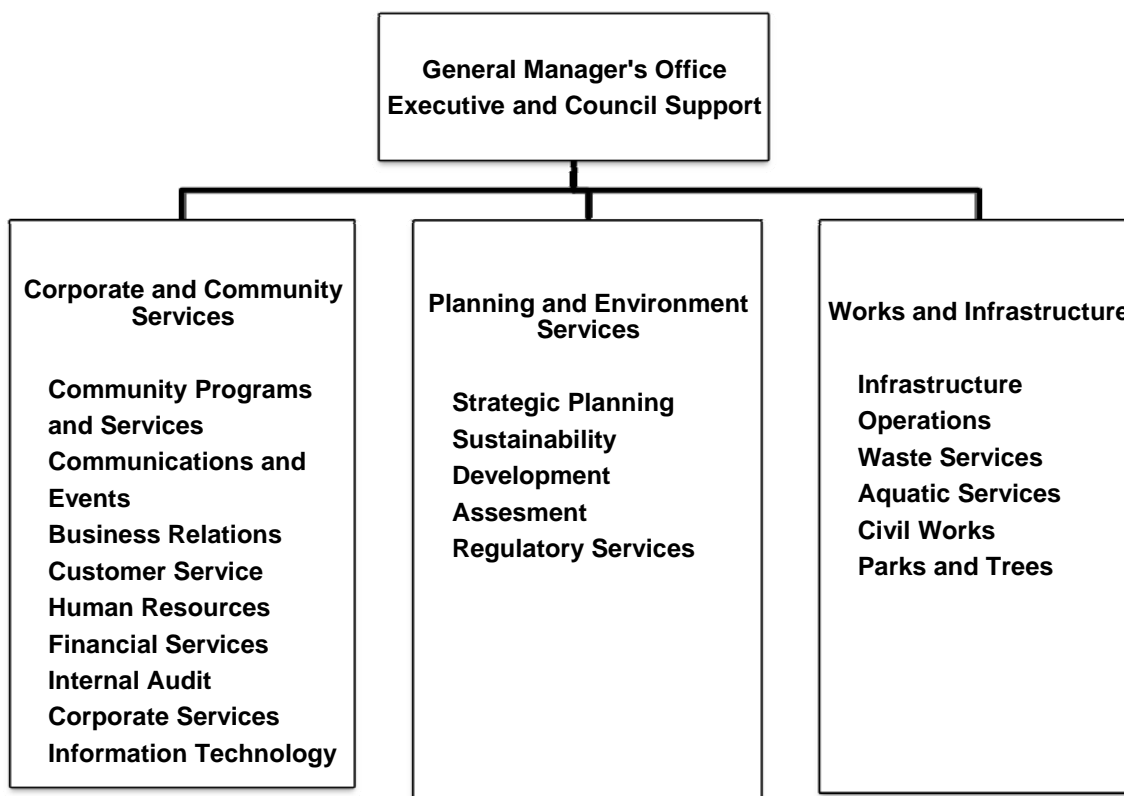 General Manager's Office
Executive and Council Support
Corporate and Community
Services
Community Programs
and Services
Communications and
Events
Business Relations
Customer Service
Human Resources
Financial Services
Internal Audit
Corporate Services
Information Technology
Planning and Environment
Services
Strategic Planning
Sustainability
Development
Assesment
Regulatory Services
Works and Infrastructure
Infrastructure
Operations
Waste Services
Aquatic Services
Civil Works
Parks and Trees